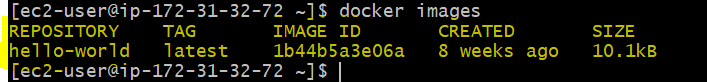 [ec2-user@ip-172-31-32-72 ~]$ docker images
REPOSITORY TAG IMAGE ID CREATED SIZE
hello-world latest 1b44b5a3e06a 8 weeks ago 10.1kB
[ec2-user@ip-172-31-32-72 ~]$